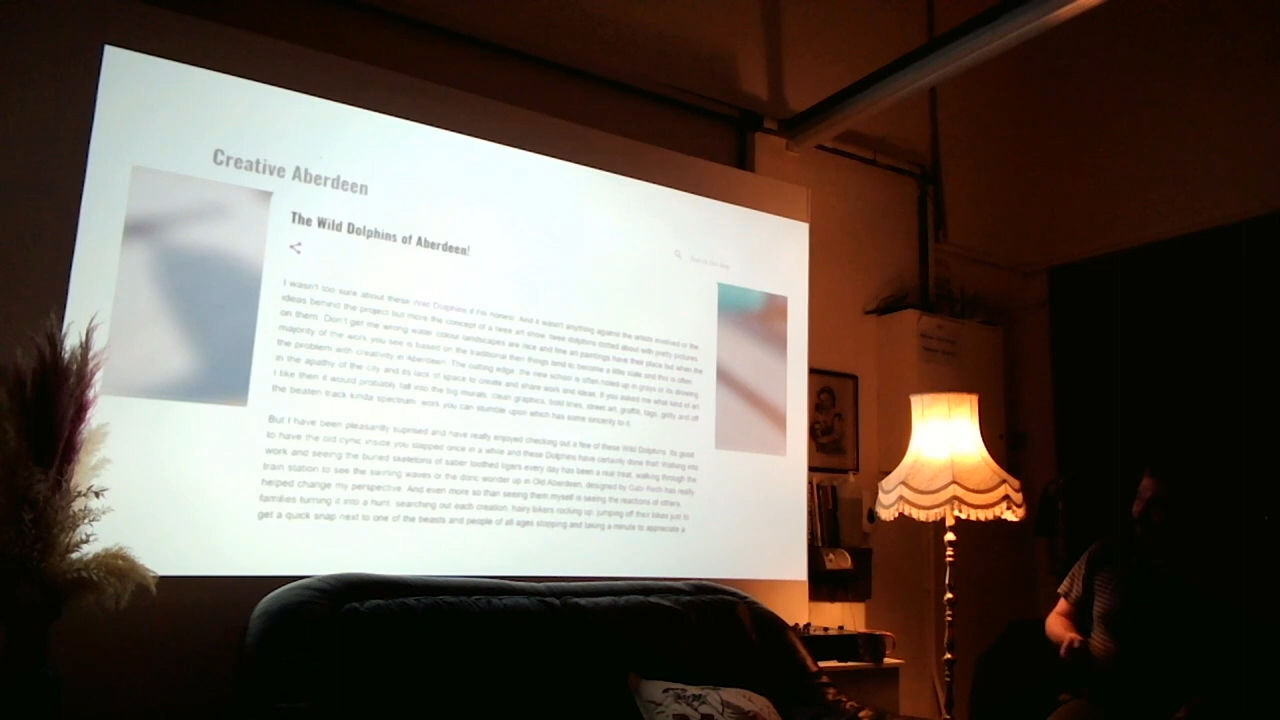 Creative Aberdeen
The Wild Dolphins of Aberdeen!
Search this blog
I wasn't too sure about these Wild Dolphins if I'm honest. And it wasn't anything against the artists involved or the
ideas behind the project but more the concept of a twee art show, twee dolphins dotted about with pretty pictures
on them. Don't get me wrong water colour landscapes are nice and fine art paintings have their place but when the
majority of the work you see is based on the traditional then things tend to become a little stale and this is often
the problem with creativity in Aberdeen. The cutting edge, the new school is often holed up in grays or its drowning
in the apathy of the city and its lack of space to create and share work and ideas. If you asked me what kind of art
I like then it would probably fall into the big murals, clean graphics, bold lines, street art, graffiti, tags, gritty and off
the beaten track kinda spectrum, work you can stumble upon which has some sincerity to it.
But I have been pleasantly suprised and have really enjoyed checking out a few of these Wild Dolphins. Its good
to have the old cynic inside you slapped once in a while and these Dolphins have certainly done that! Walking into
work and seeing the buried skeletons of saber toothed tigers every day has been a real treat, walking through the
train station to see the swirling waves or the doric wonder up in Old Aberdeen, designed by Gabi Reith has really
helped change my perspective. And even more so than seeing them myself is seeing the reactions of others,
families turning it into a hunt, searching out each creation, hairy bikers rocking up, jumping off their bikes just to
get a quick snap next to one of the beasts and people of all ages stopping and taking a minute to appreciate a